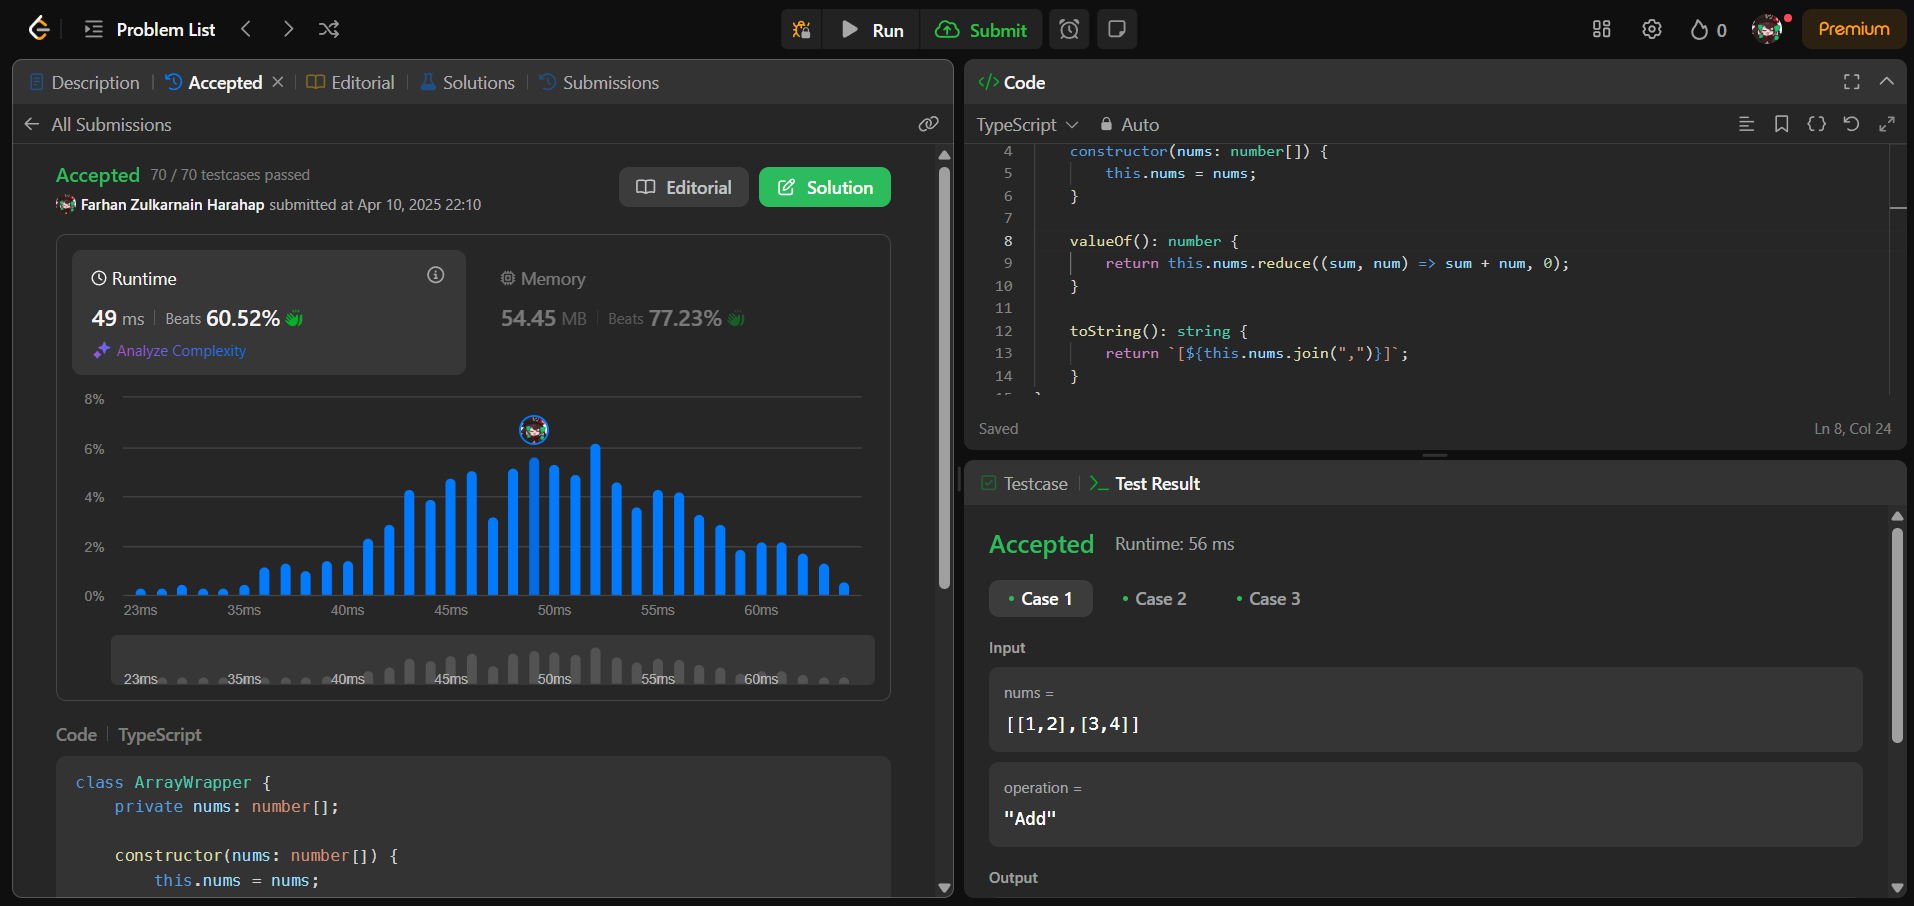 Problem List
Run
Submit
0
Premium
Description
Accepted
Editorial
Solutions
Submissions
All Submissions
Accepted 70 / 70 testcases passed
Farhan Zulkarnain Harahap submitted at Apr 10, 2025 22:10
Editorial
Solution
Runtime
49 ms Beats 60.52%
Analyze Complexity
Memory
54.45 MB Beats 77.23%
8%
6%
4%
2%
0%
23ms 35ms 40ms 45ms 50ms 55ms 60ms
23ms 35ms 40ms 45ms 50ms 55ms 60ms
Code TypeScript
class ArrayWrapper {
private nums: number[];
constructor(nums: number[]) {
this.nums = nums;
</> Code
TypeScript
Auto
4 constructor(nums: number[]) {
5 this.nums = nums;
6 }
7
8 valueOf(): number {
9 return this.nums.reduce((sum, num) => sum + num, 0);
10 }
11
12 toString(): string {
13 return `[${this.nums.join(",")}]`;
14 }
Saved
Ln 8, Col 24
Testcase
Test Result
Accepted Runtime: 56 ms
Case 1
Case 2
Case 3
Input
nums =
[[1,2],[3,4]]
operation =
"Add"
Output